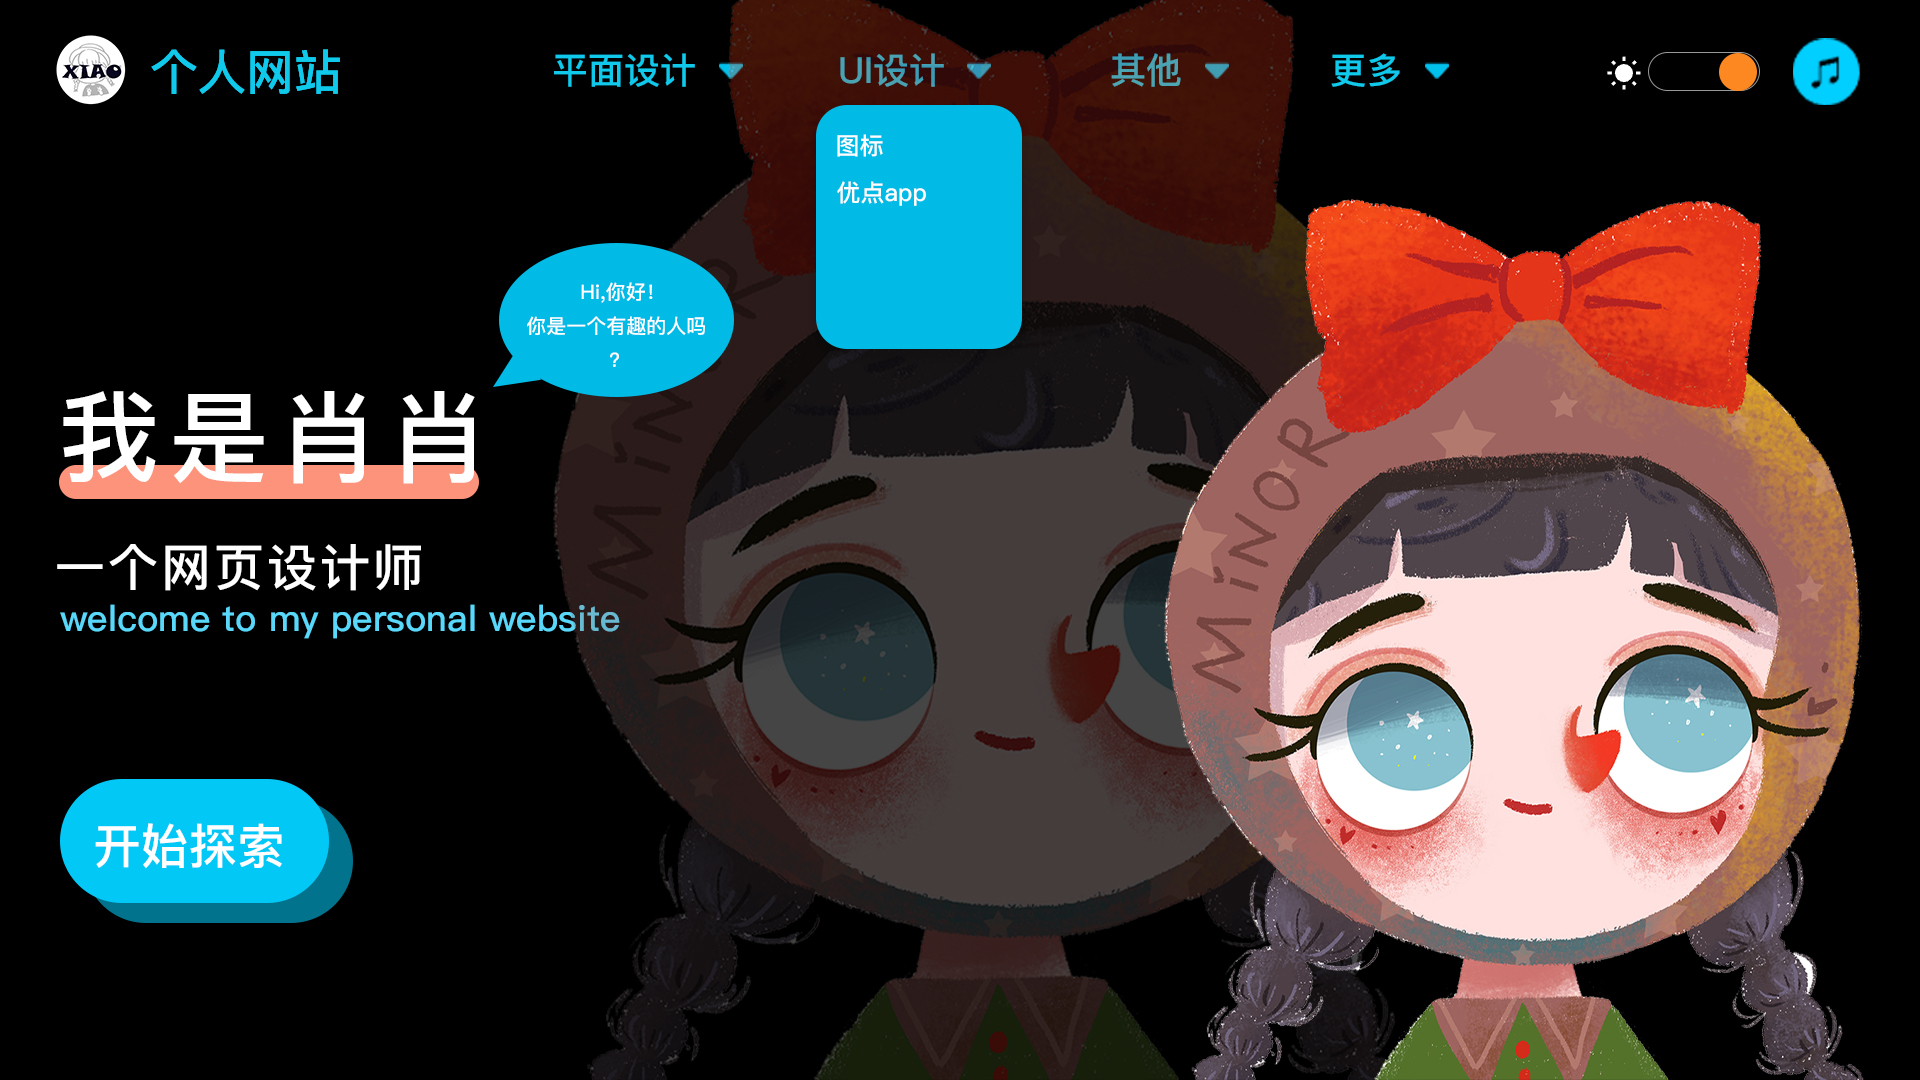 XIAO
个人网站
平面设计
UI设计
其他
更多
图标
优点app
Hi,你好!
你是一个有趣的人吗
?
我是肖肖
一个网页设计师
welcome to my personal website
开始探索
MiNOR
MiNOR